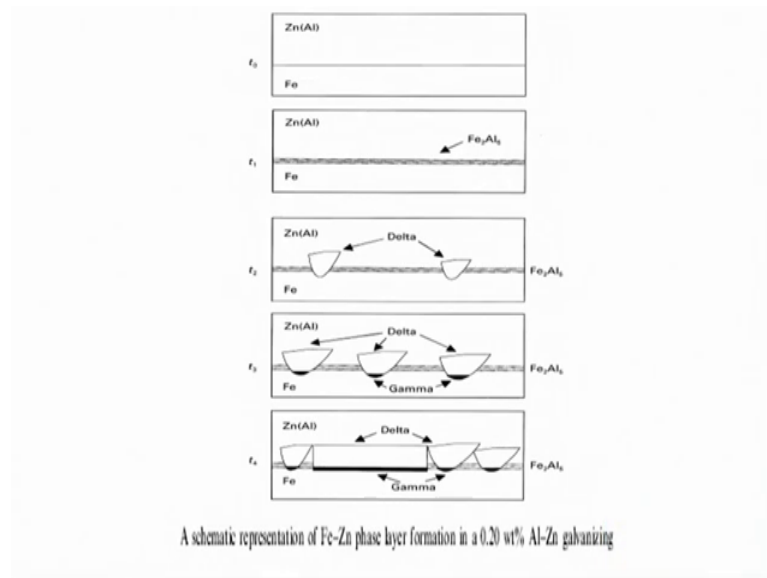 Zn(Al)
t₀
Fe
Zn(Al)
Fe₂Al₅
t₁
Fe
Zn(Al)
Delta
t₂
Fe₂Al₅
Fe
Zn(Al)
Delta
t₃
Fe₂Al₅
Fe
Gamma
Zn(Al)
Delta
t₄
Fe₂Al₅
Fe
Gamma
A schematic representation of Fe–Zn phase layer formation in a 0.20 wt% Al–Zn galvanizing